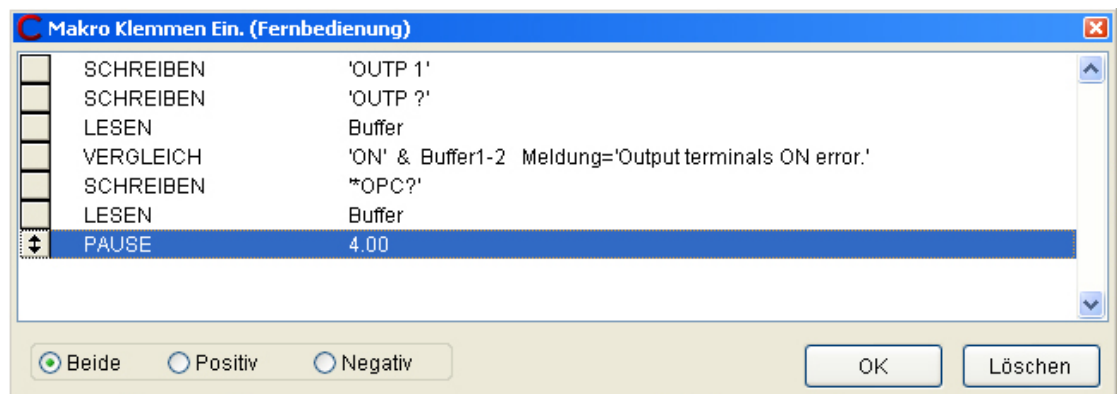 Makro Klemmen Ein. (Fernbedienung)
SCHREIBEN 'OUTP 1'
SCHREIBEN 'OUTP ?'
LESEN Buffer
VERGLEICH 'ON' & Buffer1-2 Meldung='Output terminals ON error.'
SCHREIBEN '*OPC?'
LESEN Buffer
PAUSE 4.00
Beide Positiv Negativ OK Löschen